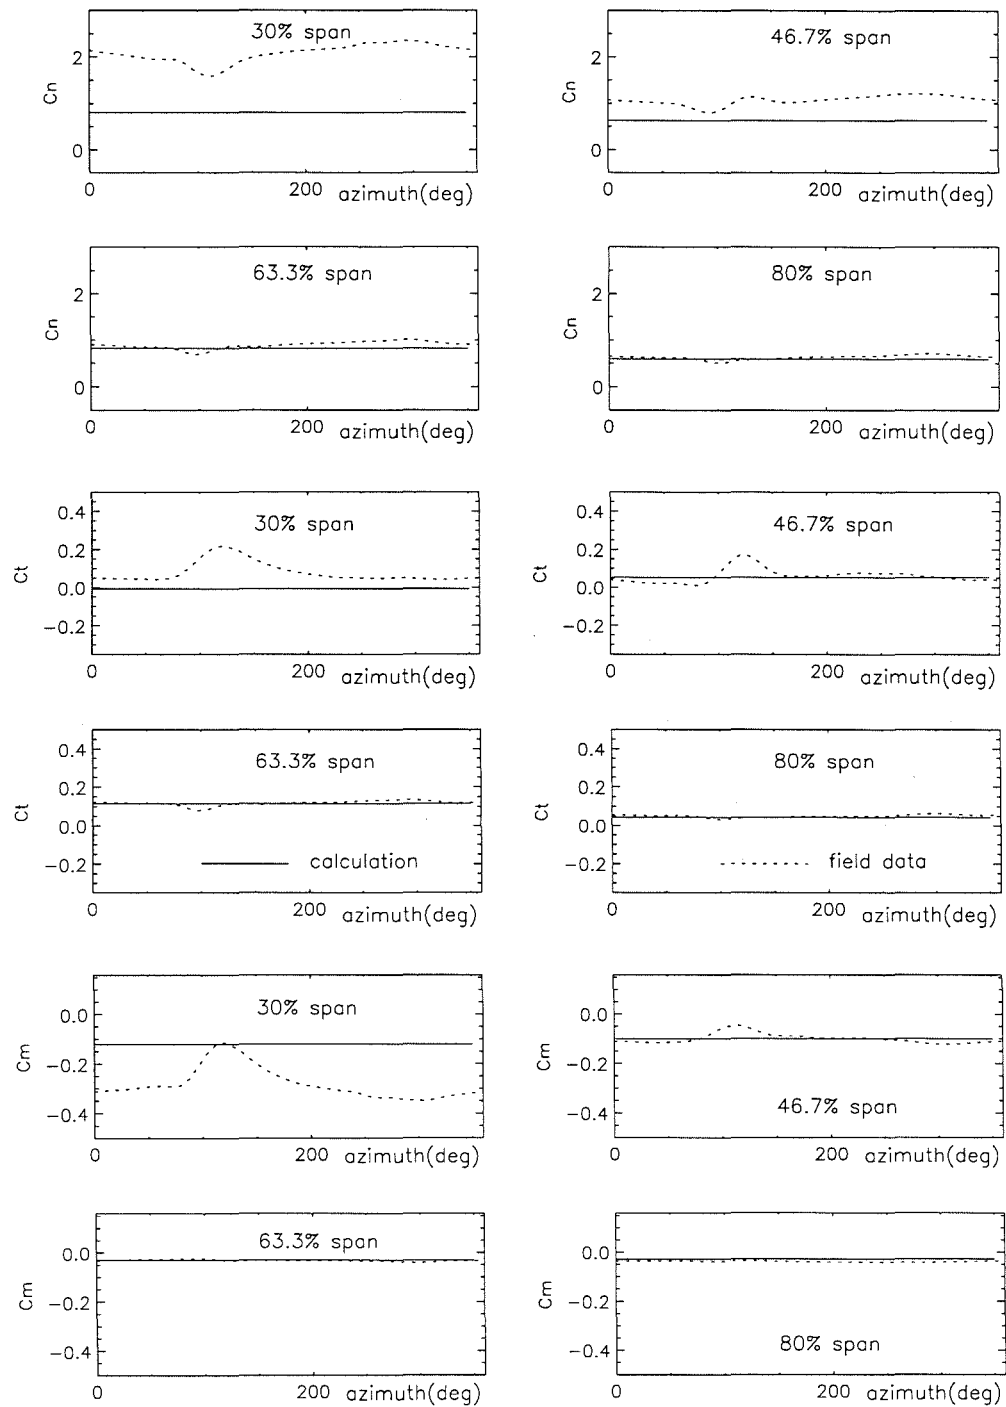 30% span
2
Cn
0
0
200
azimuth(deg)
46.7% span
2
Cn
0
0
200
azimuth(deg)
63.3% span
2
Cn
0
0
200
azimuth(deg)
80% span
2
Cn
0
0
200
azimuth(deg)
30% span
0.4
0.2
Ct
0.0
−0.2
0
200
azimuth(deg)
46.7% span
0.4
0.2
Ct
0.0
−0.2
0
200
azimuth(deg)
63.3% span
0.4
0.2
Ct
0.0
−0.2
calculation
0
200
azimuth(deg)
80% span
0.4
0.2
Ct
0.0
−0.2
field data
0
200
azimuth(deg)
30% span
0.0
Cm
−0.2
−0.4
0
200
azimuth(deg)
0.0
Cm
−0.2
−0.4
46.7% span
0
200
azimuth(deg)
63.3% span
0.0
Cm
−0.2
−0.4
0
200
azimuth(deg)
0.0
Cm
−0.2
−0.4
80% span
0
200
azimuth(deg)